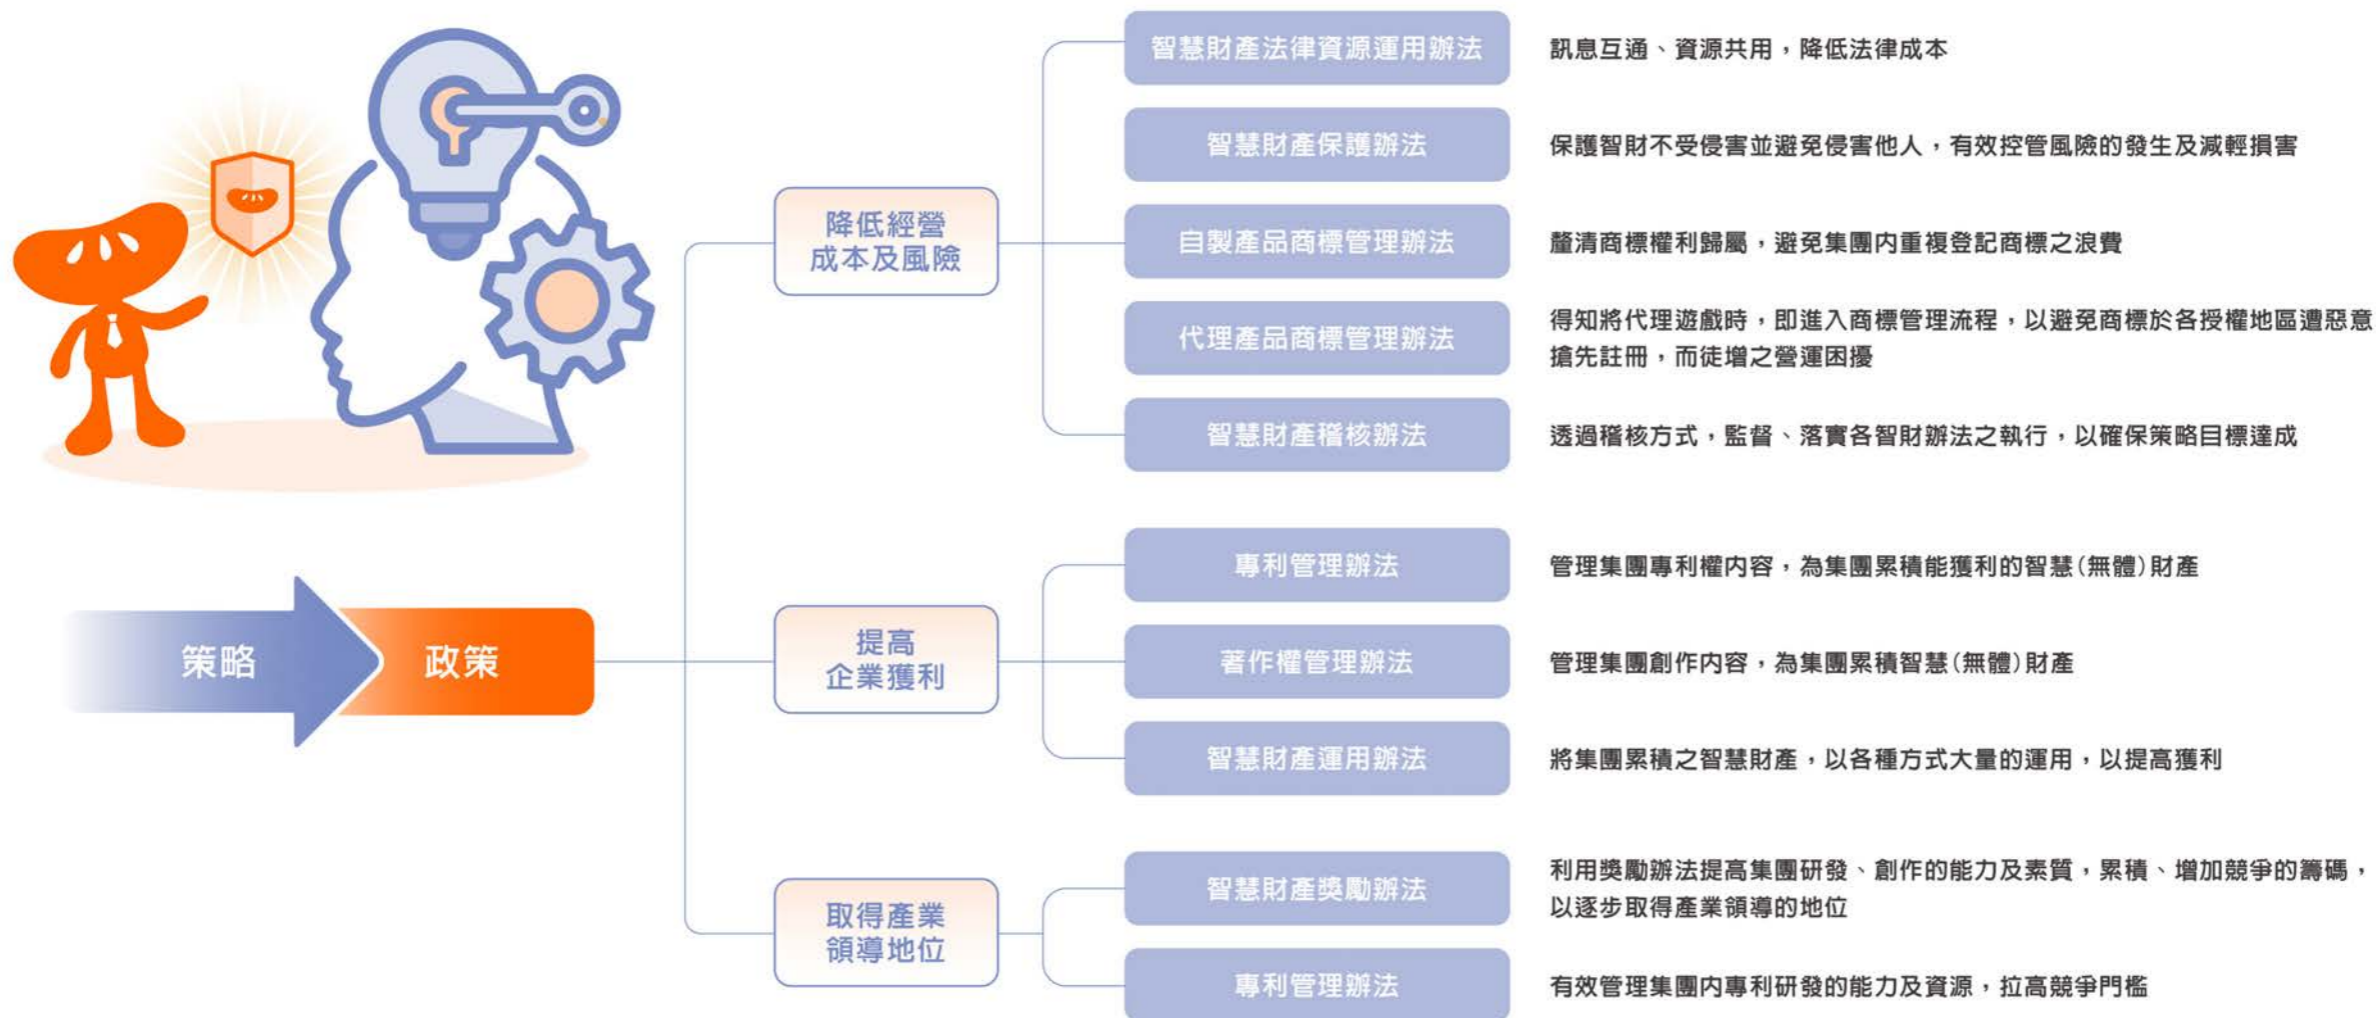 策略
政策
降低經營
成本及風險
智慧財產法律資源運用辦法
訊息互通、資源共用，降低法律成本
智慧財產保護辦法
保護智財不受侵害並避免侵害他人，有效控管風險的發生及減輕損害
自製產品商標管理辦法
釐清商標權利歸屬，避免集團內重複登記商標之浪費
代理產品商標管理辦法
得知將代理遊戲時，即進入商標管理流程，以避免商標於各授權地區遭惡意
搶先註冊，而徒增之營運困擾
智慧財產稽核辦法
透過稽核方式，監督、落實各智財辦法之執行，以確保策略目標達成
提高
企業獲利
專利管理辦法
管理集團專利權內容，為集團累積能獲利的智慧(無體)財產
著作權管理辦法
管理集團創作內容，為集團累積智慧(無體)財產
智慧財產運用辦法
將集團累積之智慧財產，以各種方式大量的運用，以提高獲利
取得產業
領導地位
智慧財產獎勵辦法
利用獎勵辦法提高集團研發、創作的能力及素質，累積、增加競爭的籌碼，
以逐步取得產業領導的地位
專利管理辦法
有效管理集團內專利研發的能力及資源，拉高競爭門檻